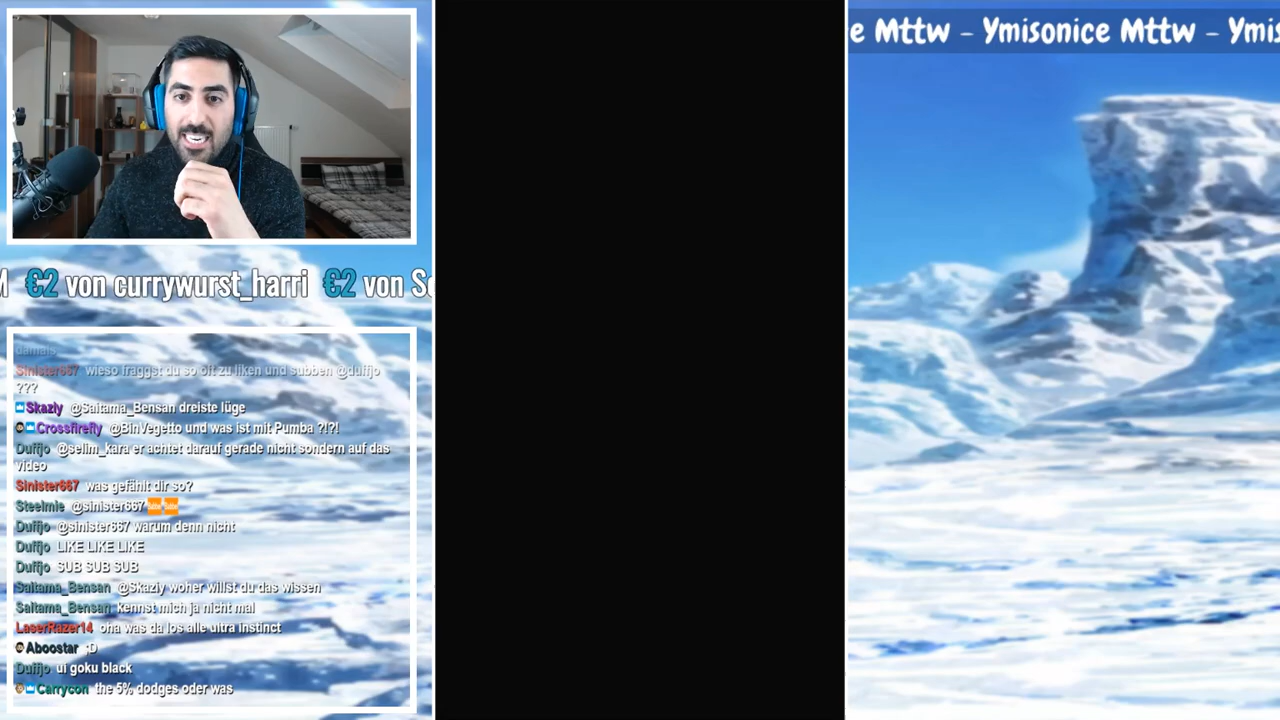 e Mttw - Ymisonice Mttw - Ymis
M €2 von currywurst_harri €2 von Se
damals
Sinister667 wieso fraggst du so oft zu liken und subben @duffjo
???
Skaziy @Saitama_Bensan dreiste lüge
Crossfirefly @BinVegetto und was ist mit Pumba ?!?!
Duffjo @selim_kara er achtet darauf gerade nicht sondern auf das
video
Sinister667 was gefählt dir so?
Steelmie @sinister667
Duffjo @sinister667 warum denn nicht
Duffjo LIKE LIKE LIKE
Duffjo SUB SUB SUB
Saitama_Bensan @Skaziy woher willst du das wissen
Saitama_Bensan kennst mich ja nicht mal
LaserRazer14 oha was da los alle ultra instinct
Aboostar ;D
Duffjo ui goku black
Carrycon the 5% dodges oder was